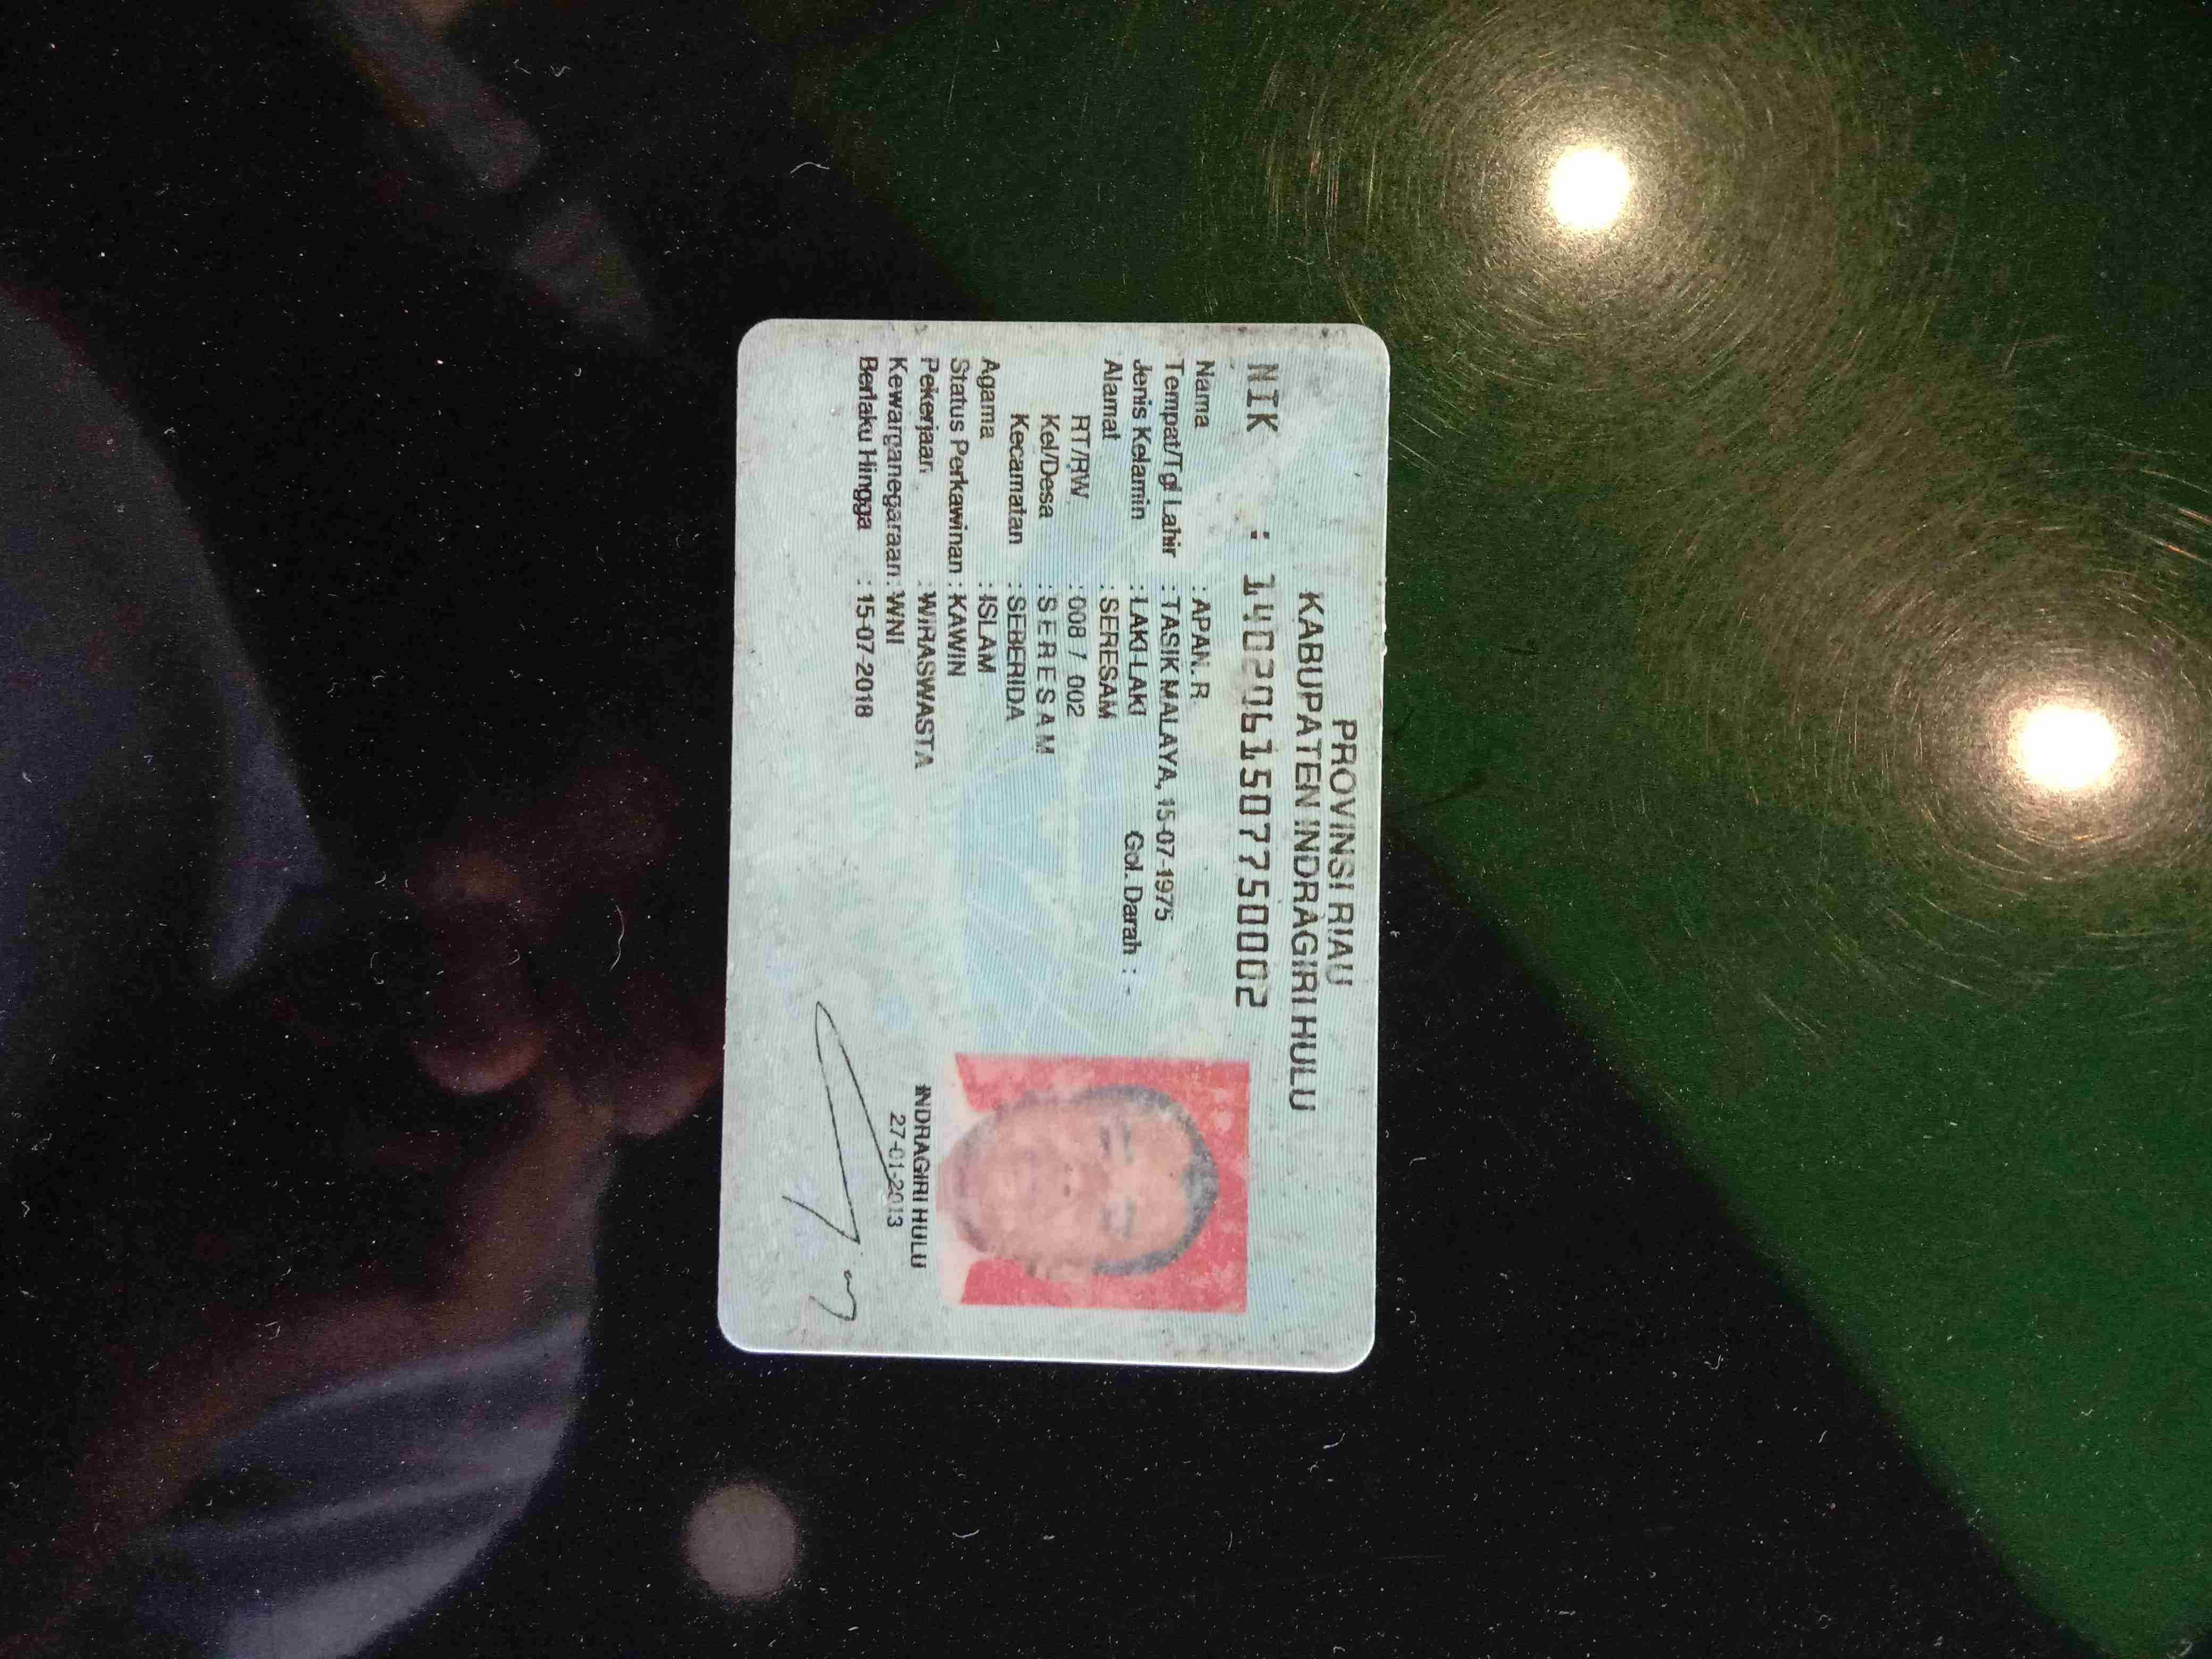 PROVINSI RIAU
KABUPATEN INDRAGIRI HULU
NIK : 1402061507750002
Nama : APAN. R
Tempat/Tgl Lahir : TASIK MALAYA, 15-07-1975
Jenis Kelamin : LAKI-LAKI Gol. Darah : -
Alamat : SERESAM
RT/RW : 008 / 002
Kel/Desa : S E R E S A M
Kecamatan : SEBERIDA
Agama : ISLAM
Status Perkawinan : KAWIN
Pekerjaan : WIRASWASTA
Kewarganegaraan : WNI
Berlaku Hingga : 15-07-2018
INDRAGIRI HULU
27-01-2013